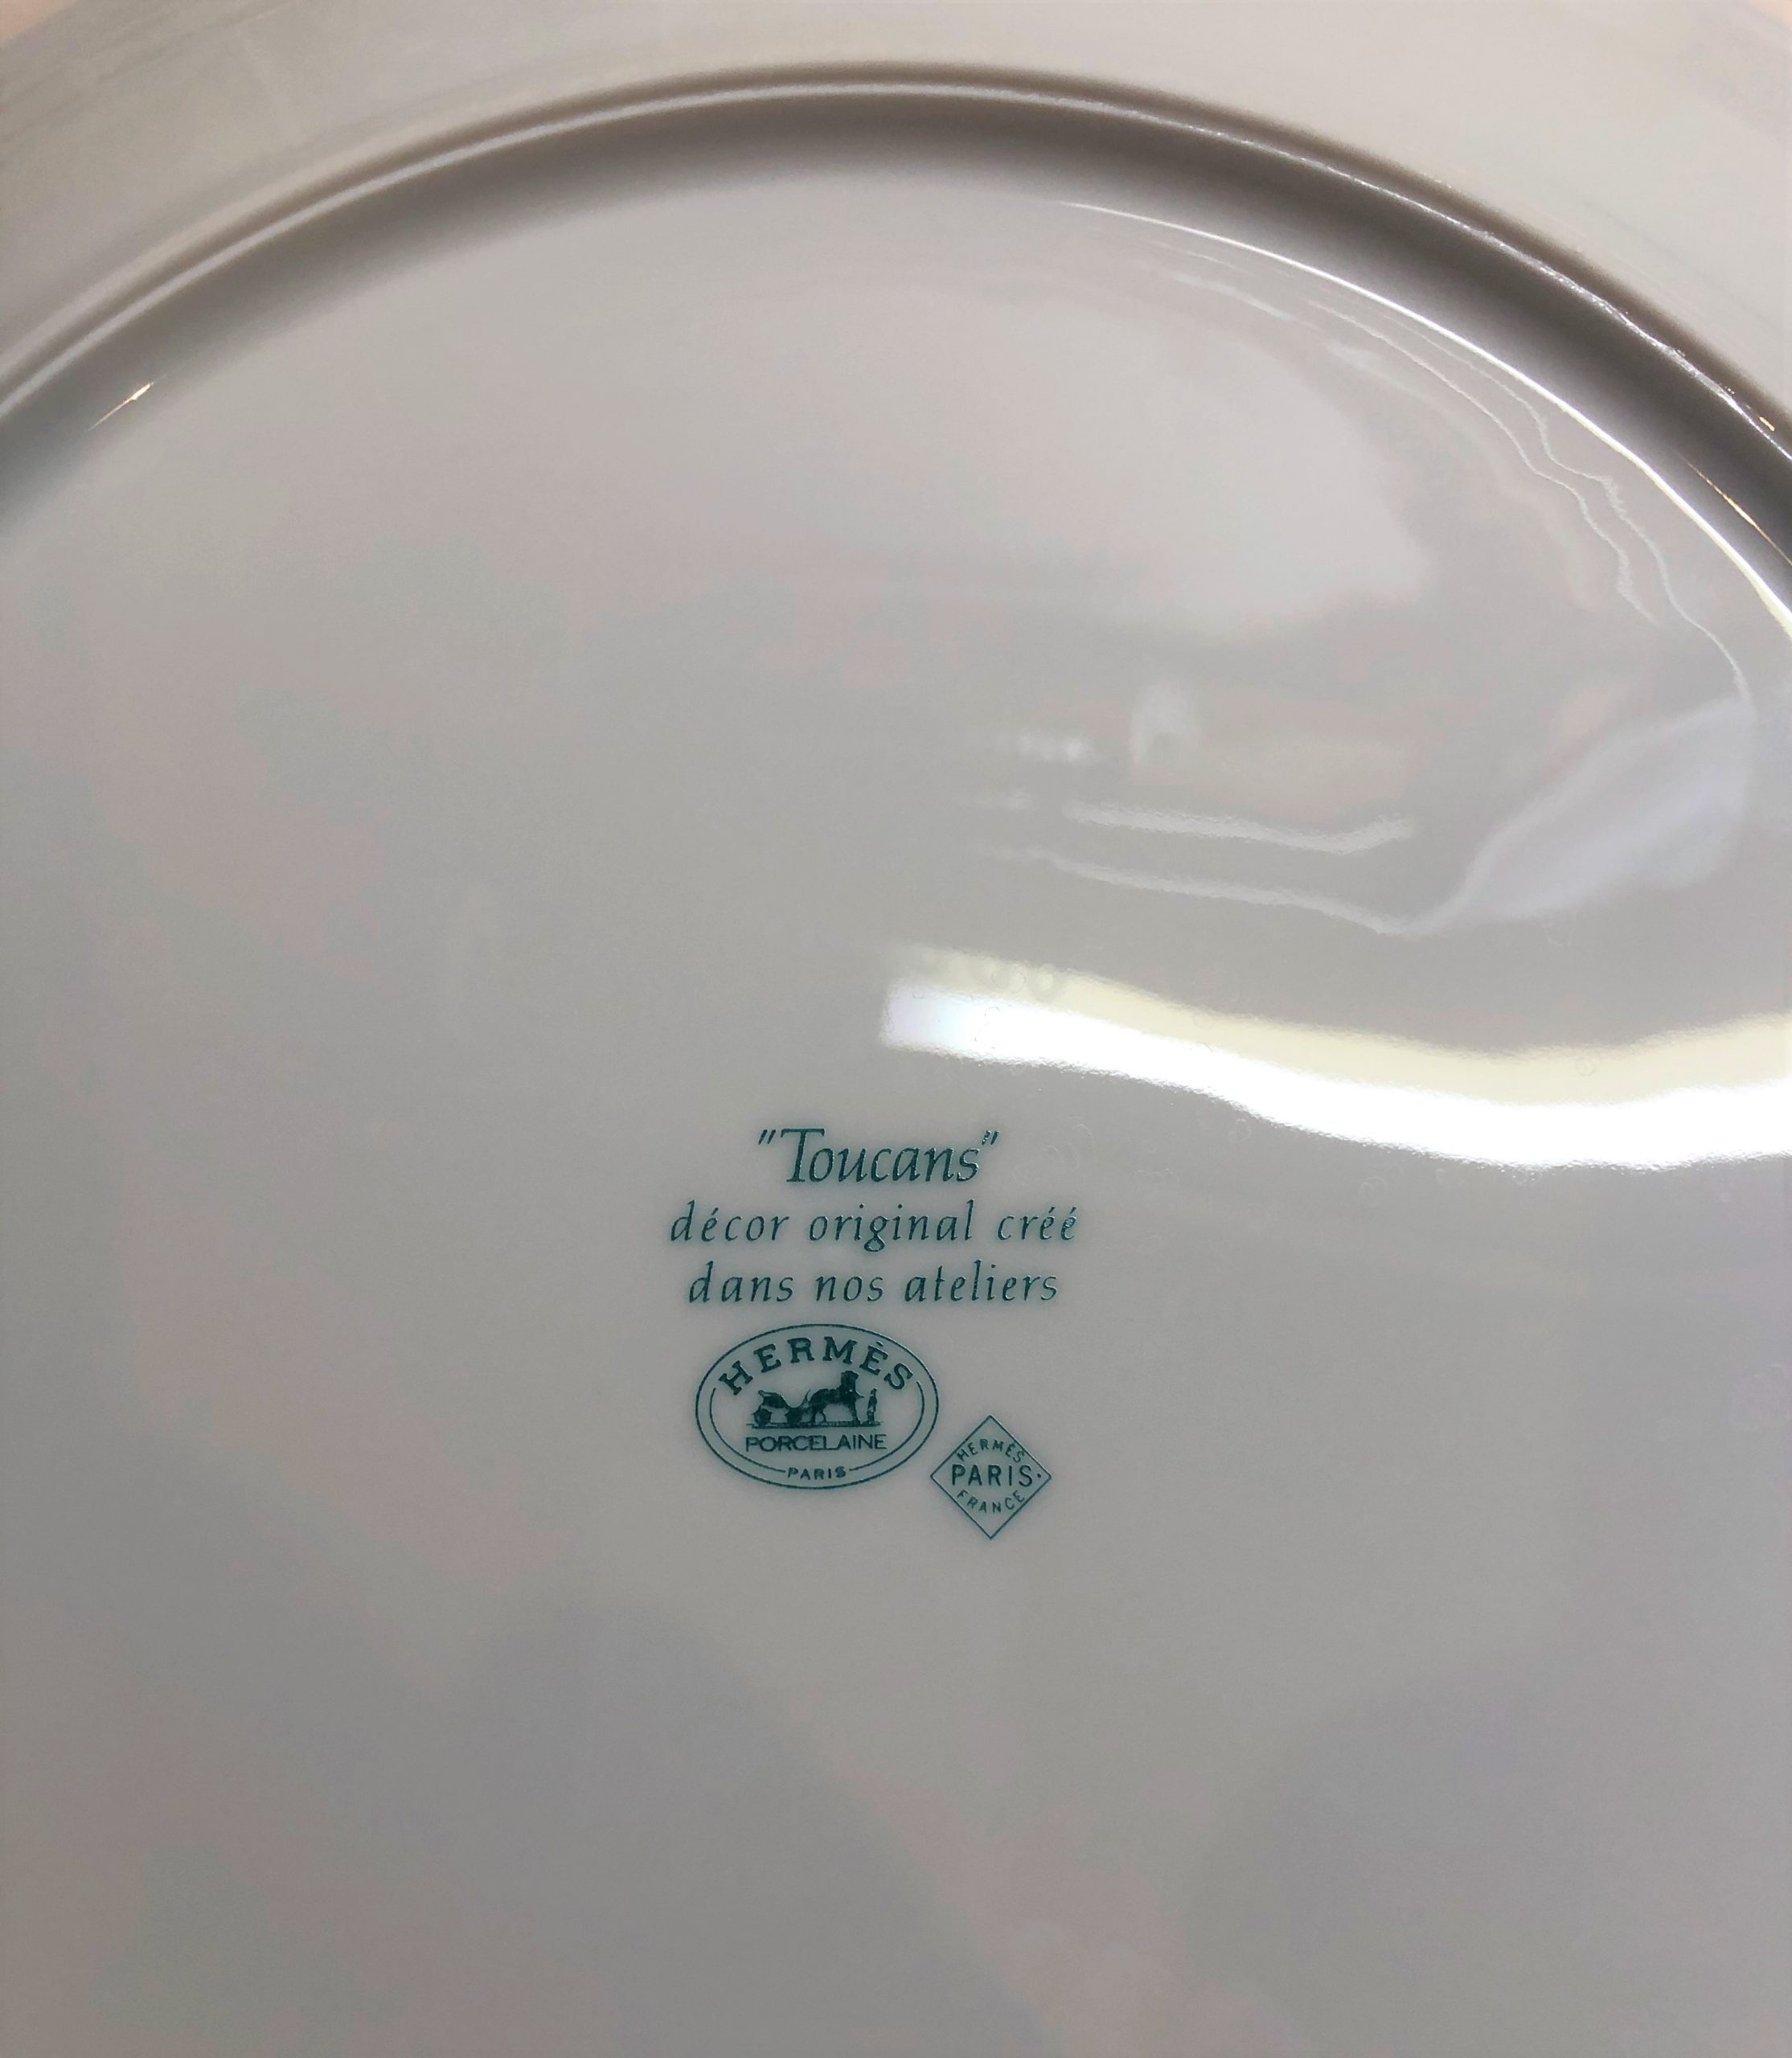 "Toucans"
décor original créé
dans nos ateliers
HERMÈS
PORCELAINE
PARIS
HERMÈS
PARIS
FRANCE